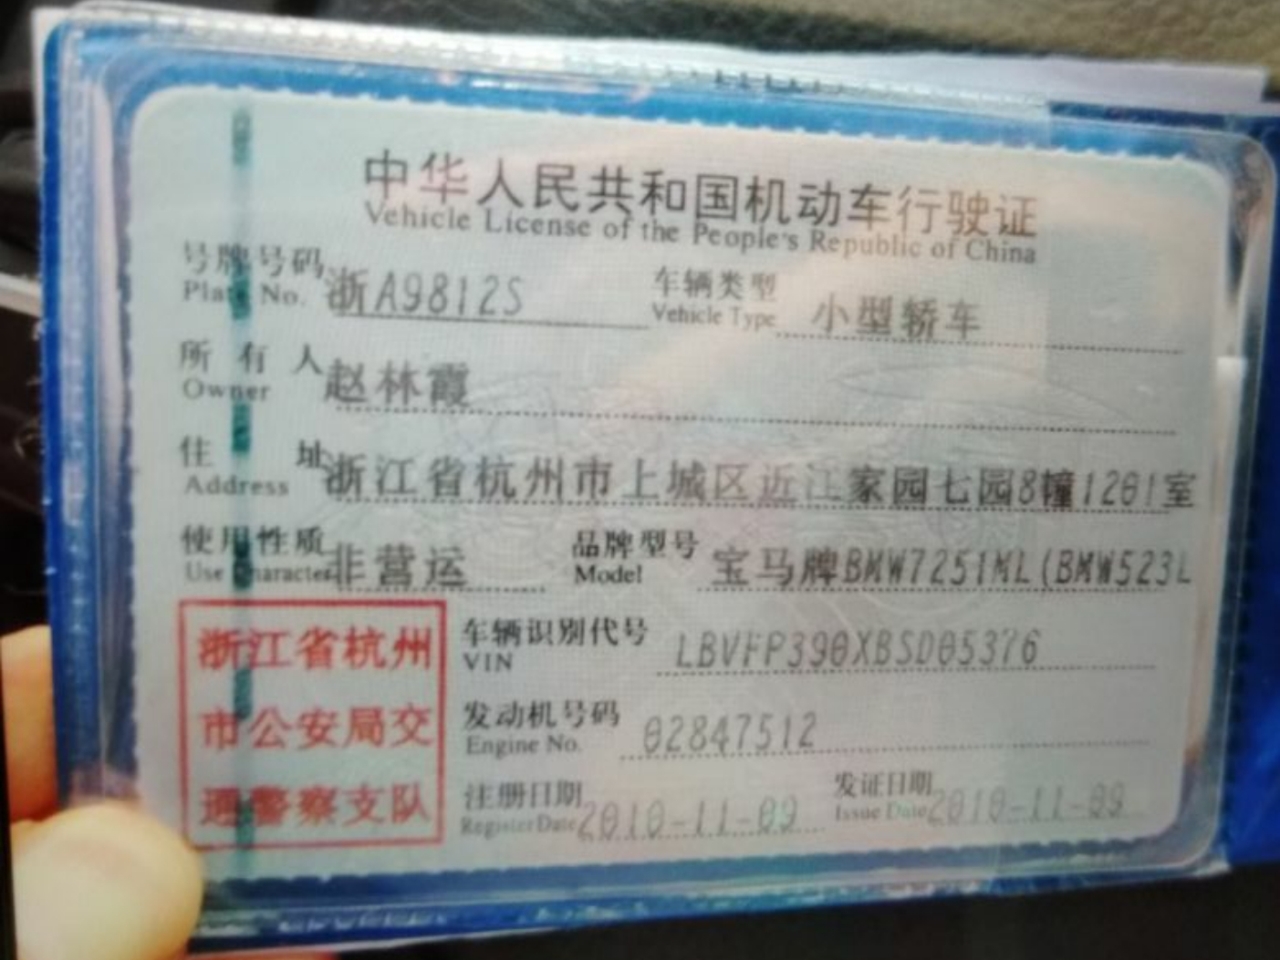 中华人民共和国机动车行驶证
Vehicle License of the People's Republic of China
号牌号码 浙A9812S 车辆类型 小型轿车
Plate No. Vehicle Type
所有人 赵林霞
Owner
住址 浙江省杭州市上城区近江家园七园8幢1201室
Address
使用性质 非营运 品牌型号 宝马牌BMW7251ML(BMW523L
Use Character Model
浙江省杭州
市公安局交
通警察支队
车辆识别代号 LBVFP390XBSD05376
VIN
发动机号码 02847512
Engine No.
注册日期 2010-11-09 发证日期 2010-11-09
Register Date Issue Date